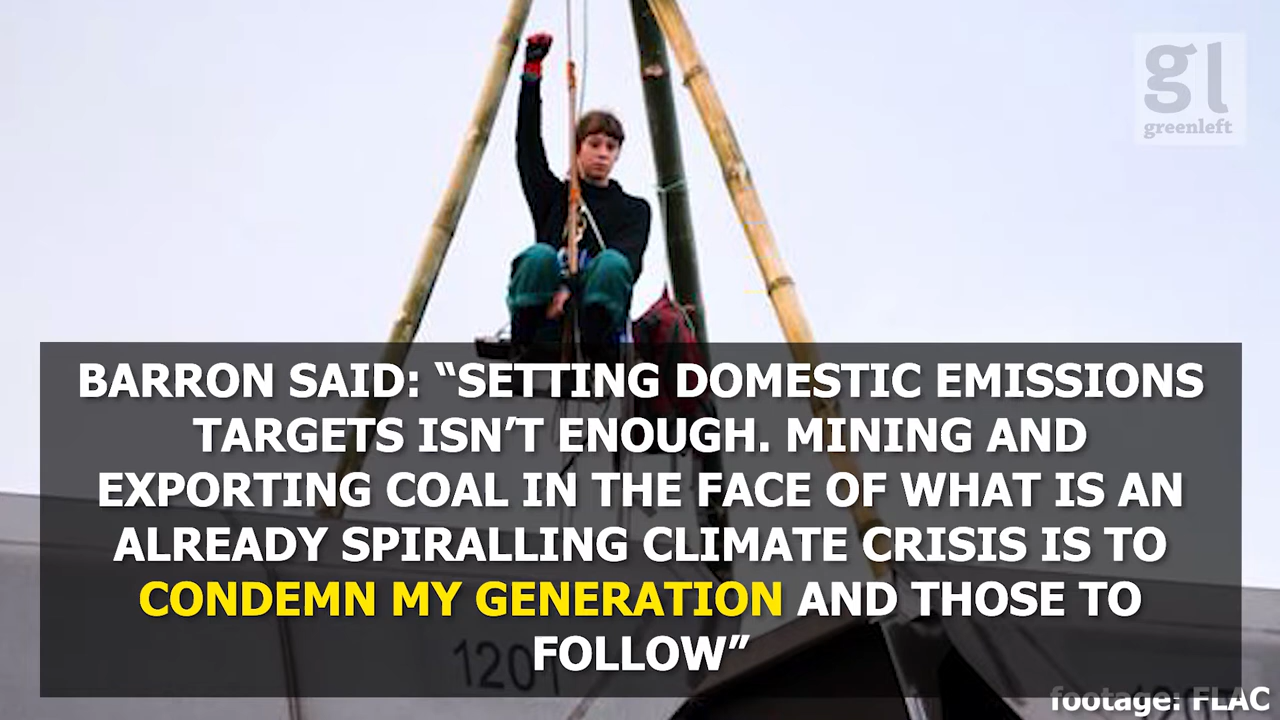 gl
greenleft
BARRON SAID: “SETTING DOMESTIC EMISSIONS
TARGETS ISN’T ENOUGH. MINING AND
EXPORTING COAL IN THE FACE OF WHAT IS AN
ALREADY SPIRALLING CLIMATE CRISIS IS TO
CONDEMN MY GENERATION AND THOSE TO
FOLLOW”
footage: FLAC